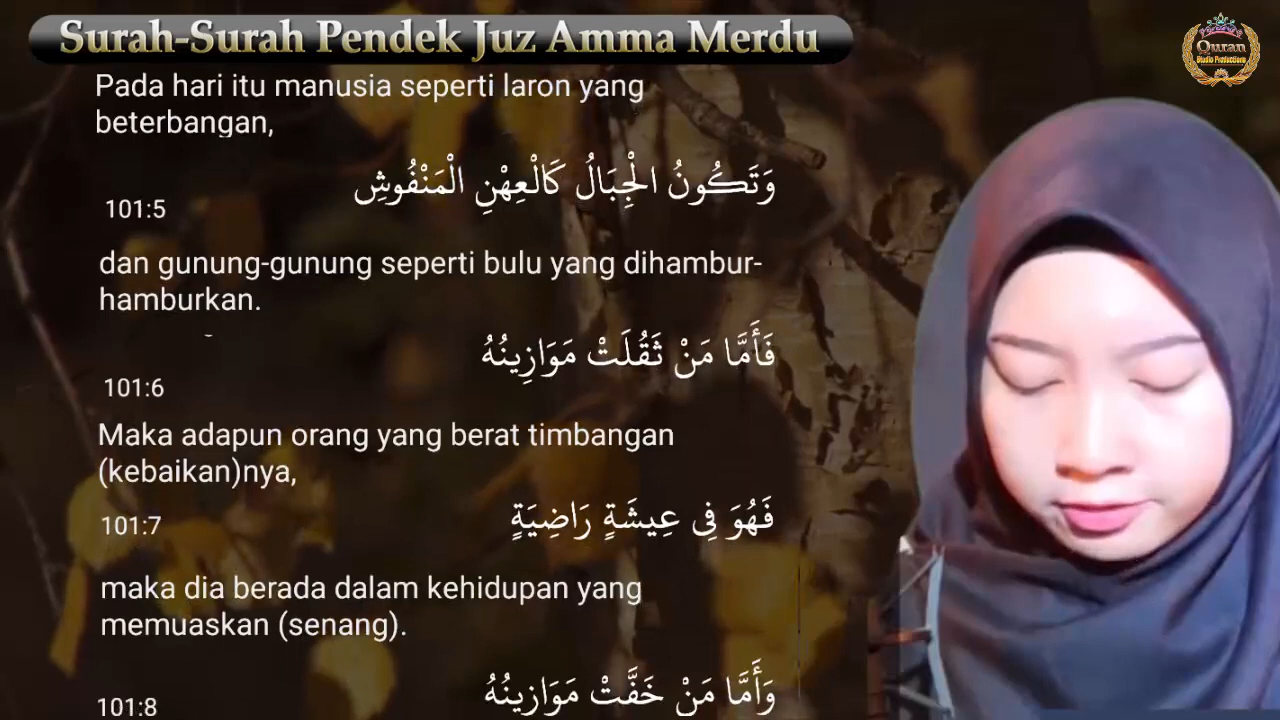 Surah-Surah Pendek Juz Amma Merdu
Quran
Studio Productions
Pada hari itu manusia seperti laron yang
beterbangan,
وَتَكُونُ الْجِبَالُ كَالْعِهْنِ الْمَنْفُوشِ
101:5
dan gunung-gunung seperti bulu yang dihambur-
hamburkan.
فَأَمَّا مَنْ ثَقُلَتْ مَوَازِينُهُ
101:6
Maka adapun orang yang berat timbangan
(kebaikan)nya,
فَهُوَ فِى عِيشَةٍ رَاضِيَةٍ
101:7
maka dia berada dalam kehidupan yang
memuaskan (senang).
وَأَمَّا مَنْ خَفَّتْ مَوَازِينُهُ
101:8